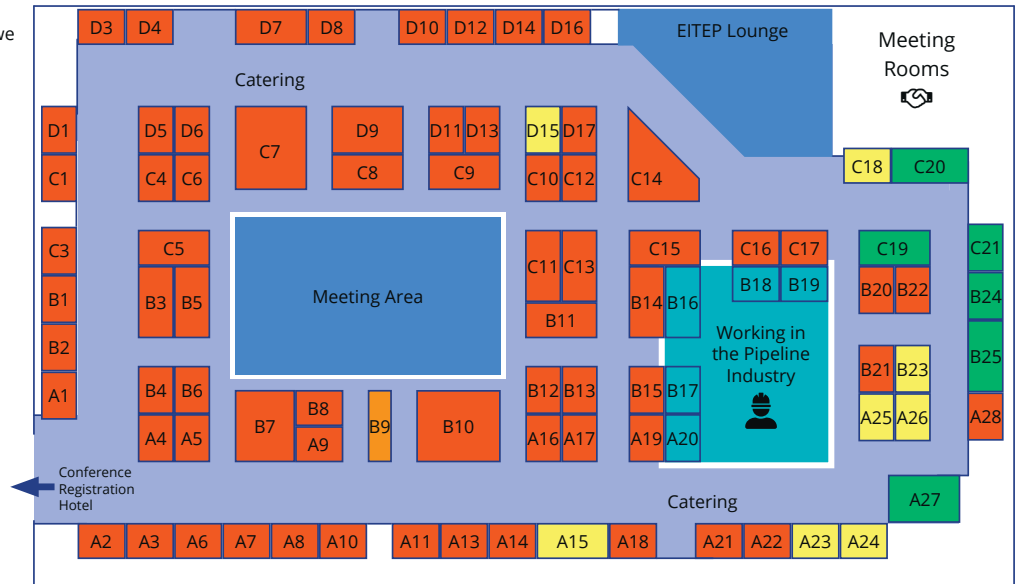 we
D3 D4 D7 D8 D10 D12 D14 D16
EITEP Lounge
Meeting
Rooms
Catering
D1 D5 D6 C7 D9 D11 D13 D15 D17
C1 C4 C6 C8 C9 C10 C12 C14 C18 C20
C3 C5 C11 C13 C15 C16 C17 C19 C21
B1 B3 B5 Meeting Area B14 B16 B18 B19 B20 B22 B24
B11
B2
Working in
the Pipeline
Industry
B21 B23 B25
A1 B4 B6 B7 B8 B9 B10 B12 B13 B15 B17 A25 A26 A28
A4 A5 A9 A16 A17 A19 A20
Conference
Registration
Hotel
Catering
A27
A2 A3 A6 A7 A8 A10 A11 A13 A14 A15 A18 A21 A22 A23 A24